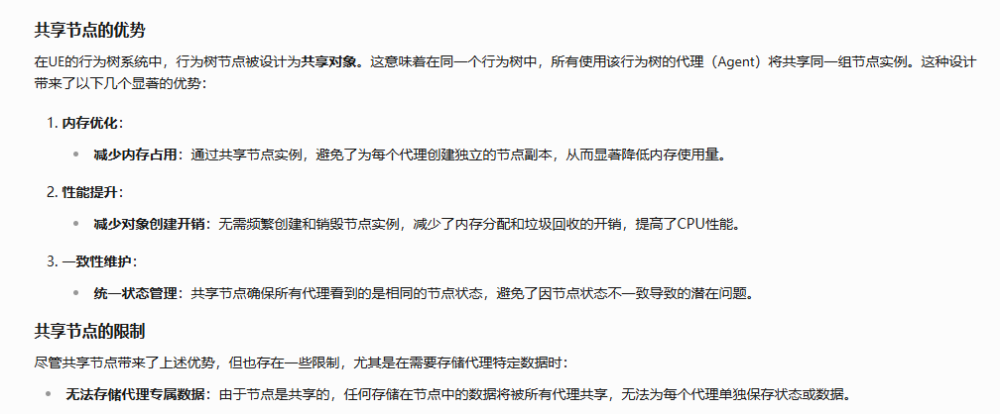 共享节点的优势
在UE的行为树系统中，行为树节点被设计为共享对象。这意味着在同一个行为树中，所有使用该行为树的代理（Agent）将共享同一组节点实例。这种设计
带来了以下几个显著的优势：
1. 内存优化：
• 减少内存占用：通过共享节点实例，避免了为每个代理创建独立的节点副本，从而显著降低内存使用量。
2. 性能提升：
• 减少对象创建开销：无需频繁创建和销毁节点实例，减少了内存分配和垃圾回收的开销，提高了CPU性能。
3. 一致性维护：
• 统一状态管理：共享节点确保所有代理看到的是相同的节点状态，避免了因节点状态不一致导致的潜在问题。
共享节点的限制
尽管共享节点带来了上述优势，但也存在一些限制，尤其是在需要存储代理特定数据时：
• 无法存储代理专属数据：由于节点是共享的，任何存储在节点中的数据将被所有代理共享，无法为每个代理单独保存状态或数据。